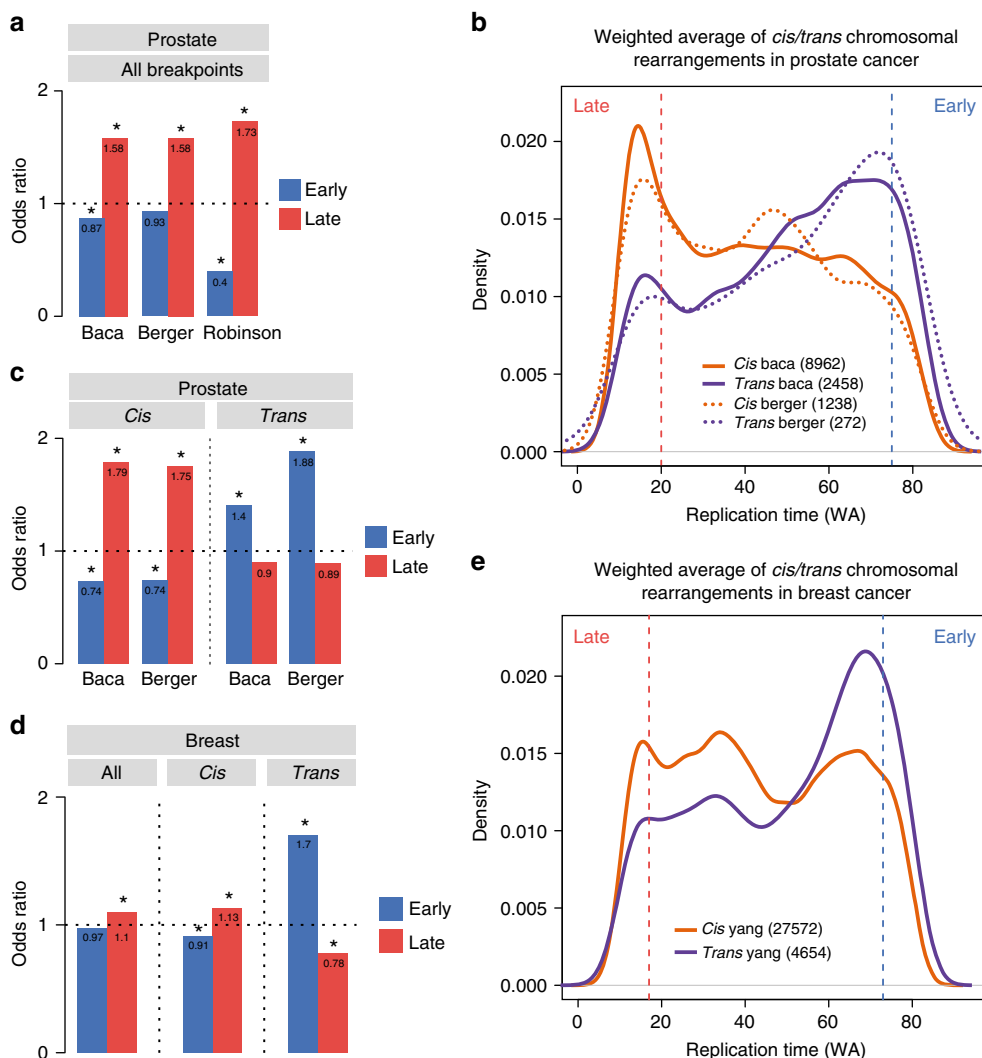 a
Prostate
All breakpoints
Odds ratio
2
1
0
*
0.87
*
1.58
0.93
*
1.58
*
0.4
*
1.73
Baca Berger Robinson
Early
Late
b
Weighted average of cis/trans chromosomal
rearrangements in prostate cancer
Late
Early
Density
0.020
0.015
0.010
0.005
0.000
Cis baca (8962)
Trans baca (2458)
Cis berger (1238)
Trans berger (272)
0 20 40 60 80
Replication time (WA)
c
Prostate
Cis Trans
Odds ratio
2
1
0
*
0.74
*
1.79
*
0.74
*
1.75
*
1.4
0.9
*
1.88
0.89
Baca Berger Baca Berger
Early
Late
d
Breast
All Cis Trans
Odds ratio
2
1
0
0.97
*
1.1
*
0.91
*
1.13
*
1.7
*
0.78
Early
Late
e
Weighted average of cis/trans chromosomal
rearrangements in breast cancer
Late
Early
Density
0.020
0.015
0.010
0.005
0.000
Cis yang (27572)
Trans yang (4654)
0 20 40 60 80
Replication time (WA)